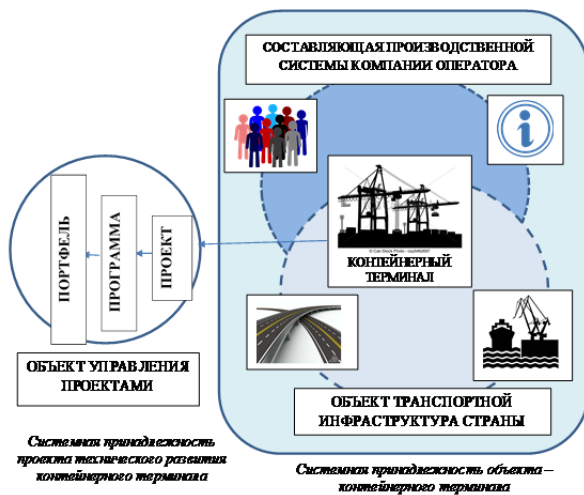 СОСТАВЛЯЮЩАЯ ПРОИЗВОДСТВЕННОЙ
СИСТЕМЫ КОМПАНИИ ОПЕРАТОРА
КОНТЕЙНЕРНЫЙ
ТЕРМИНАЛ
ПОРТФЕЛЬ
ПРОГРАММА
ПРОЕКТ
ОБЪЕКТ УПРАВЛЕНИЯ
ПРОЕКТАМИ
ОБЪЕКТ ТРАНСПОРТНОЙ
ИНФРАСТРУКТУРА СТРАНЫ
Системная принадлежность
проекта технического развития
контейнерного терминала
Системная принадлежность объекта –
контейнерного терминала